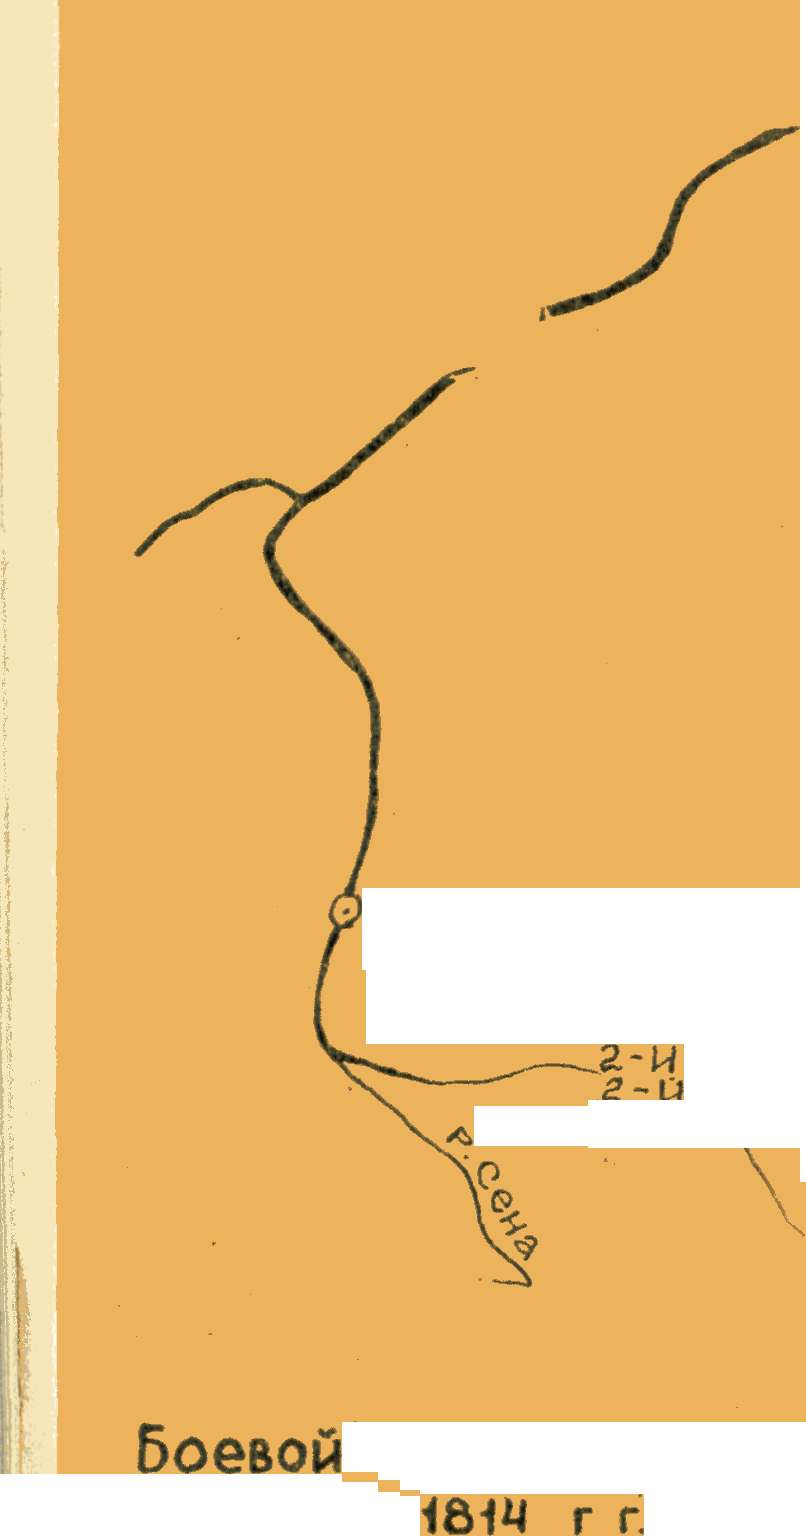 2-й
2-й
р. Сена
Боевой
1814 г г.